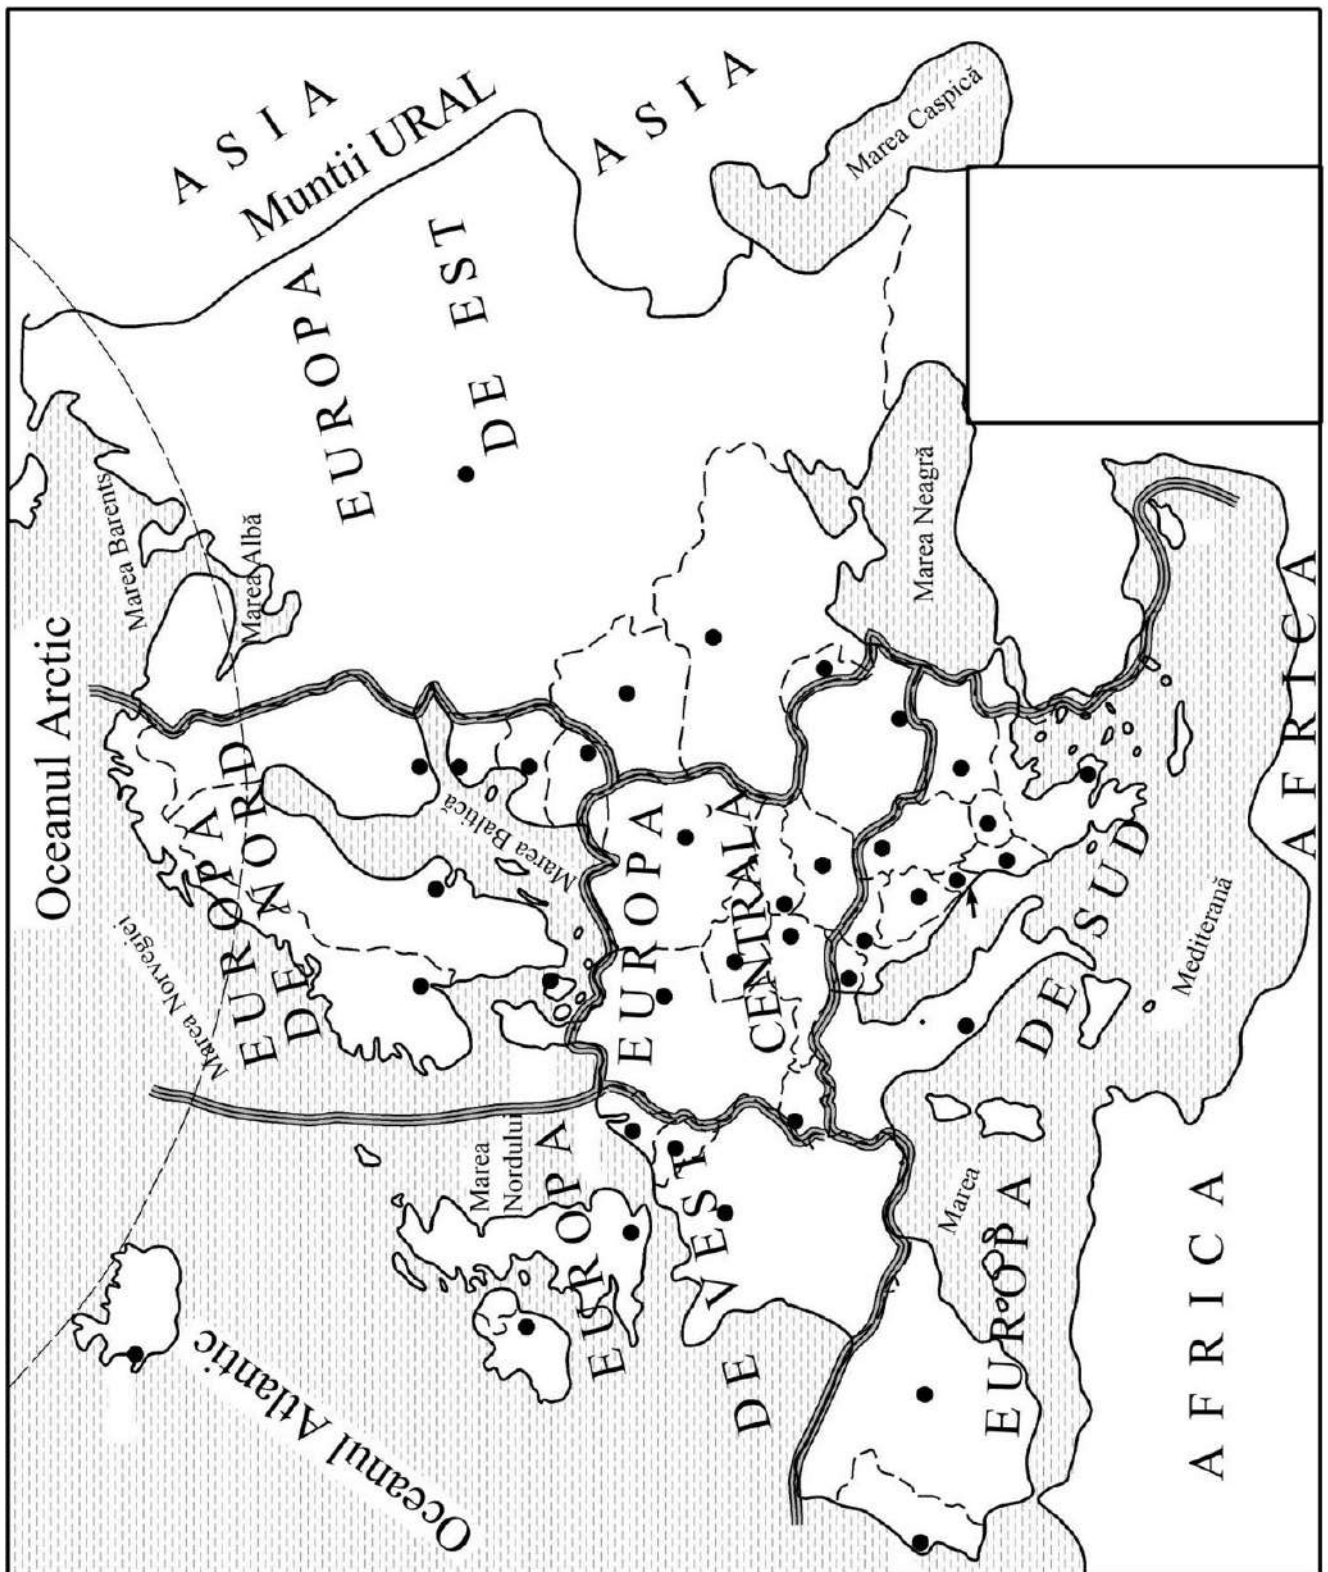 ASIA
Muntii URAL
ASIA
Marea Caspică
EUROPA
DE EST
Marea Barents
Marea Albă
Oceanul Arctic
Marea Neagră
AFRICA
EUROPA
DE
NORD
Marea Norvegiei
Marea Baltică
EUROPA
CENTRALĂ
Marea
Nordului
EUROPA
DE
VEST
EUROPA
DE
SUD
Marea
Mediterană
Oceanul Atlantic
AFRICA